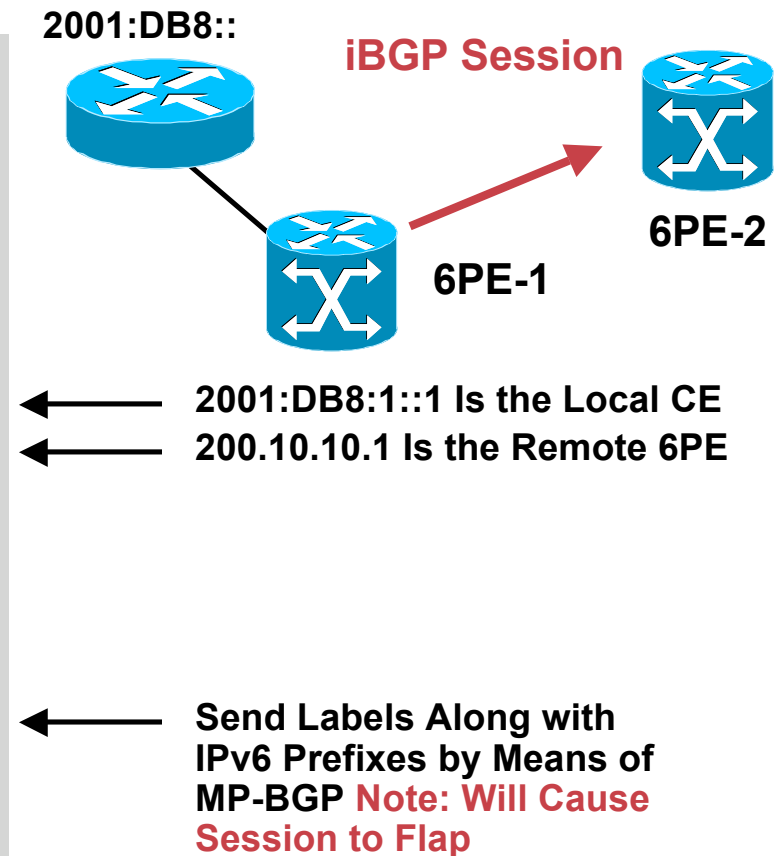 2001:DB8::
iBGP Session
6PE-2
6PE-1
2001:DB8:1::1 Is the Local CE
200.10.10.1 Is the Remote 6PE
Send Labels Along with
IPv6 Prefixes by Means of
MP-BGP Note: Will Cause
Session to Flap